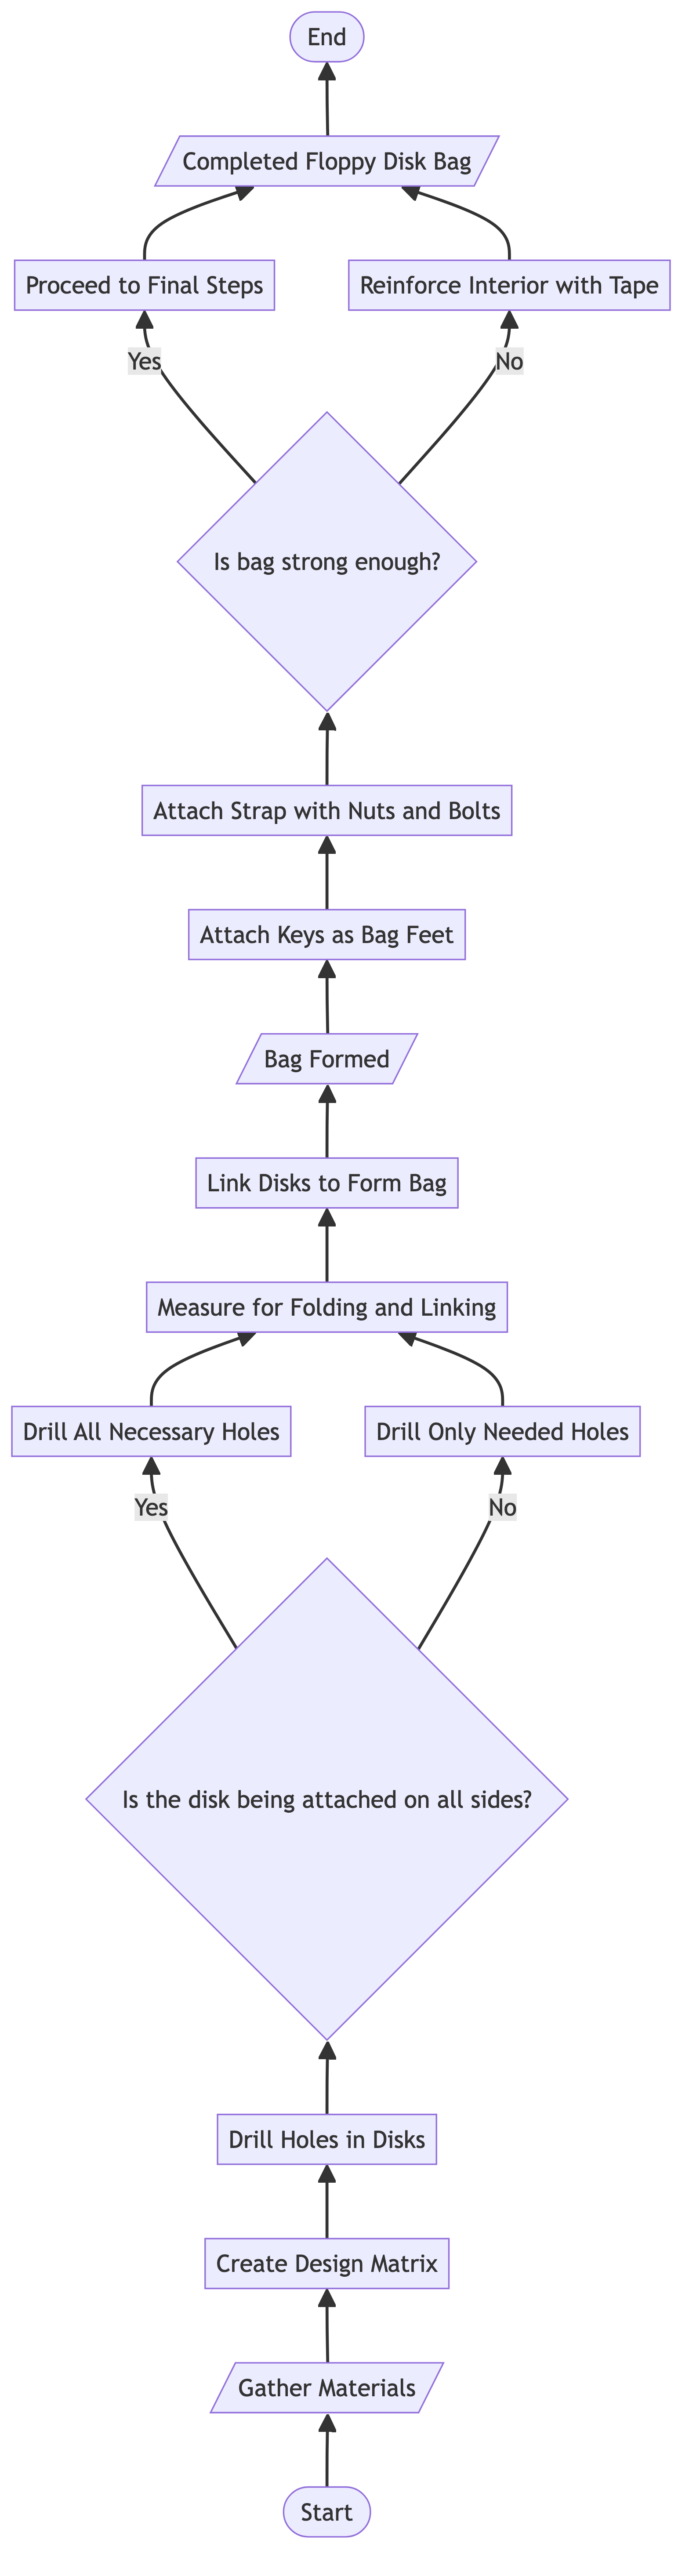 End
Completed Floppy Disk Bag
Proceed to Final Steps
Reinforce Interior with Tape
Yes
No
Is bag strong enough?
Attach Strap with Nuts and Bolts
Attach Keys as Bag Feet
Bag Formed
Link Disks to Form Bag
Measure for Folding and Linking
Drill All Necessary Holes
Drill Only Needed Holes
Yes
No
Is the disk being attached on all sides?
Drill Holes in Disks
Create Design Matrix
Gather Materials
Start